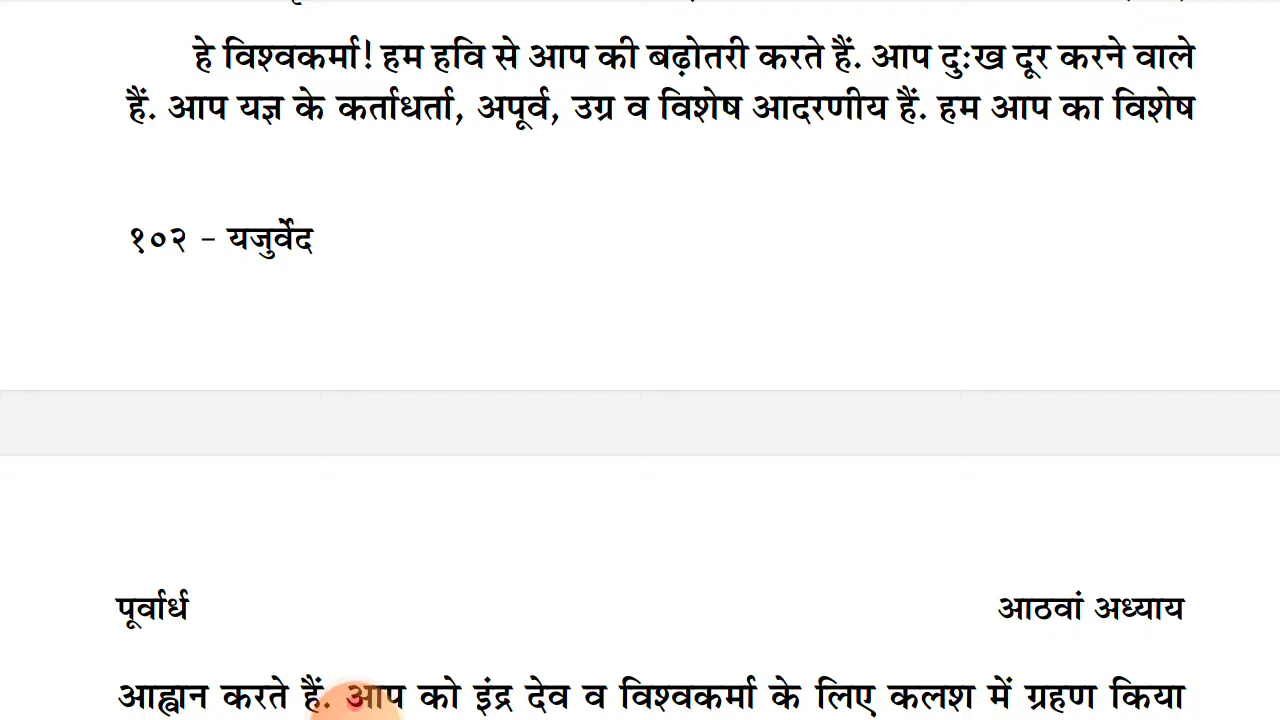 हे विश्वकर्मा! हम हवि से आप की बढ़ोतरी करते हैं. आप दुःख दूर करने वाले
हैं. आप यज्ञ के कर्ताधर्ता, अपूर्व, उग्र व विशेष आदरणीय हैं. हम आप का विशेष
१०२ - यजुर्वेद
पूर्वार्ध
आठवां अध्याय
आह्वान करते हैं. आप को इंद्र देव व विश्वकर्मा के लिए कलश में ग्रहण किया